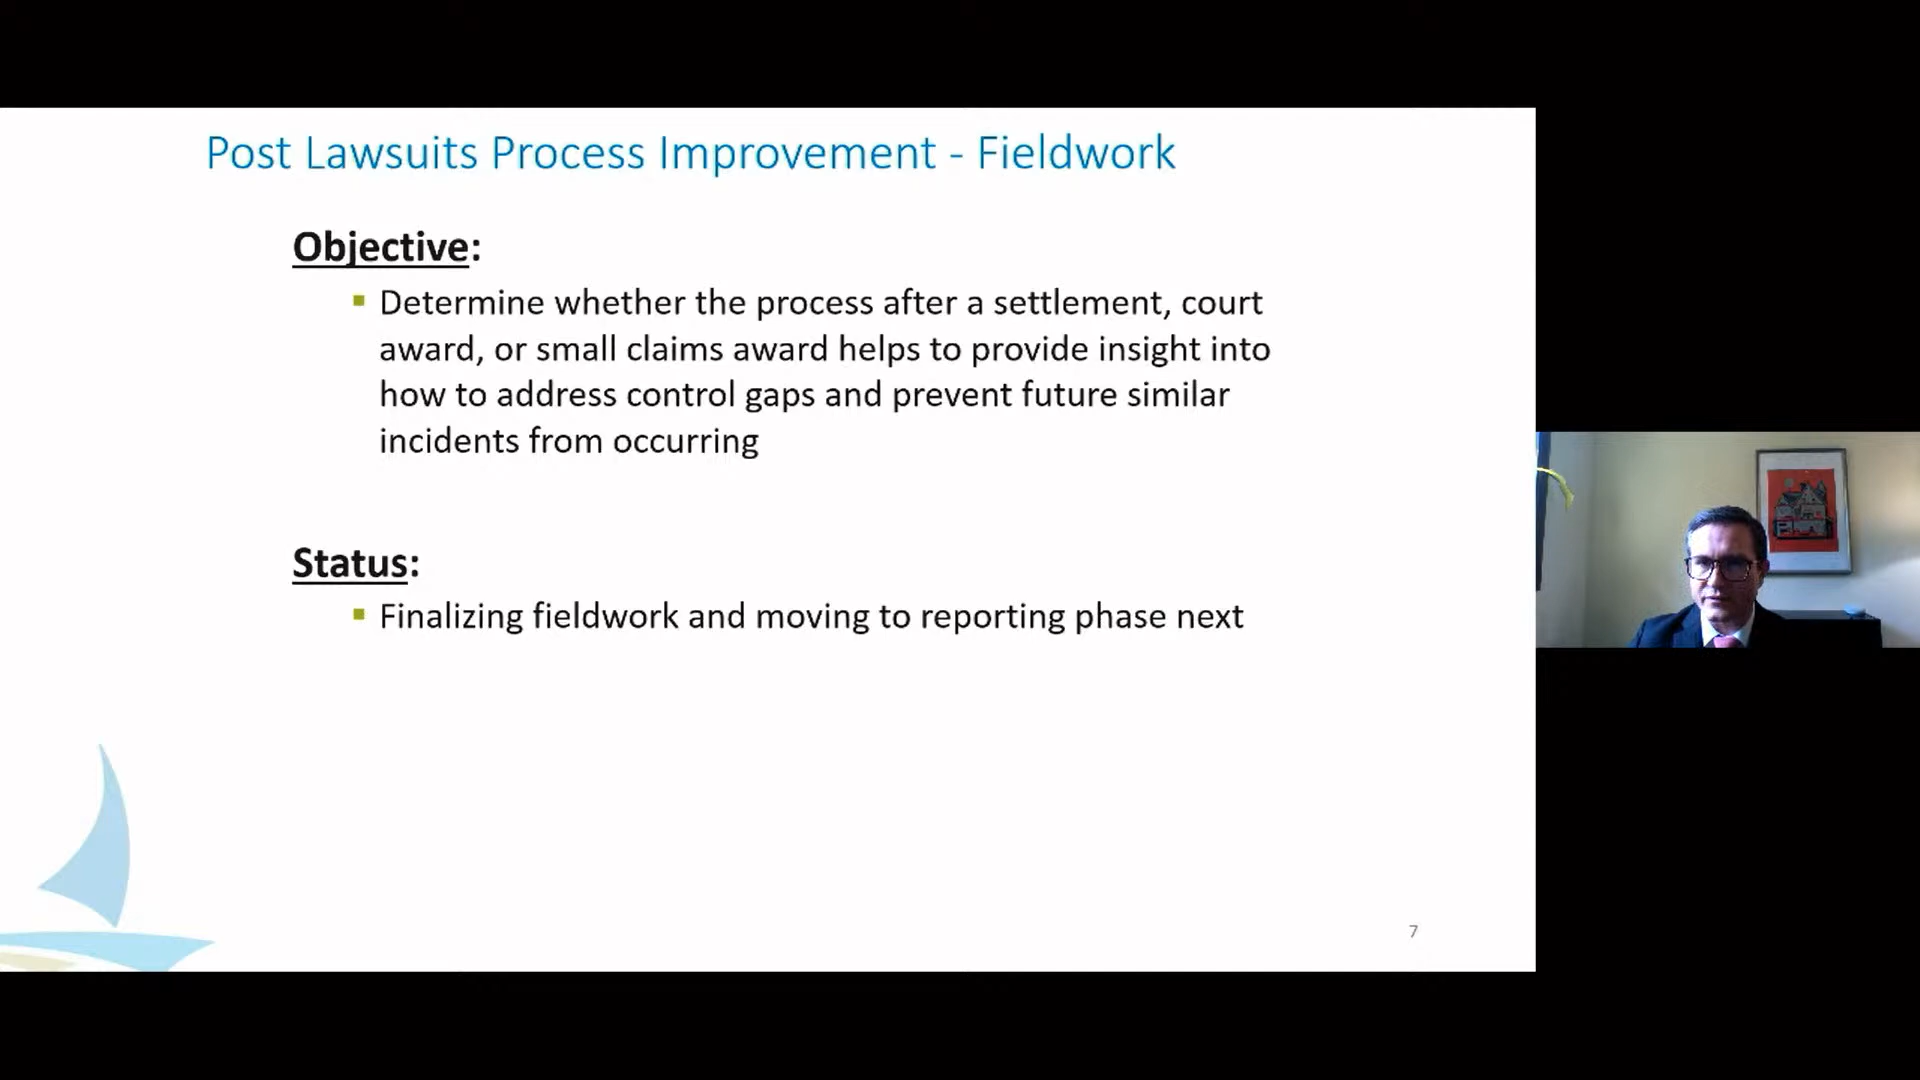 Post Lawsuits Process Improvement - Fieldwork
Objective:
▪ Determine whether the process after a settlement, court
award, or small claims award helps to provide insight into
how to address control gaps and prevent future similar
incidents from occurring
Status:
▪ Finalizing fieldwork and moving to reporting phase next
7